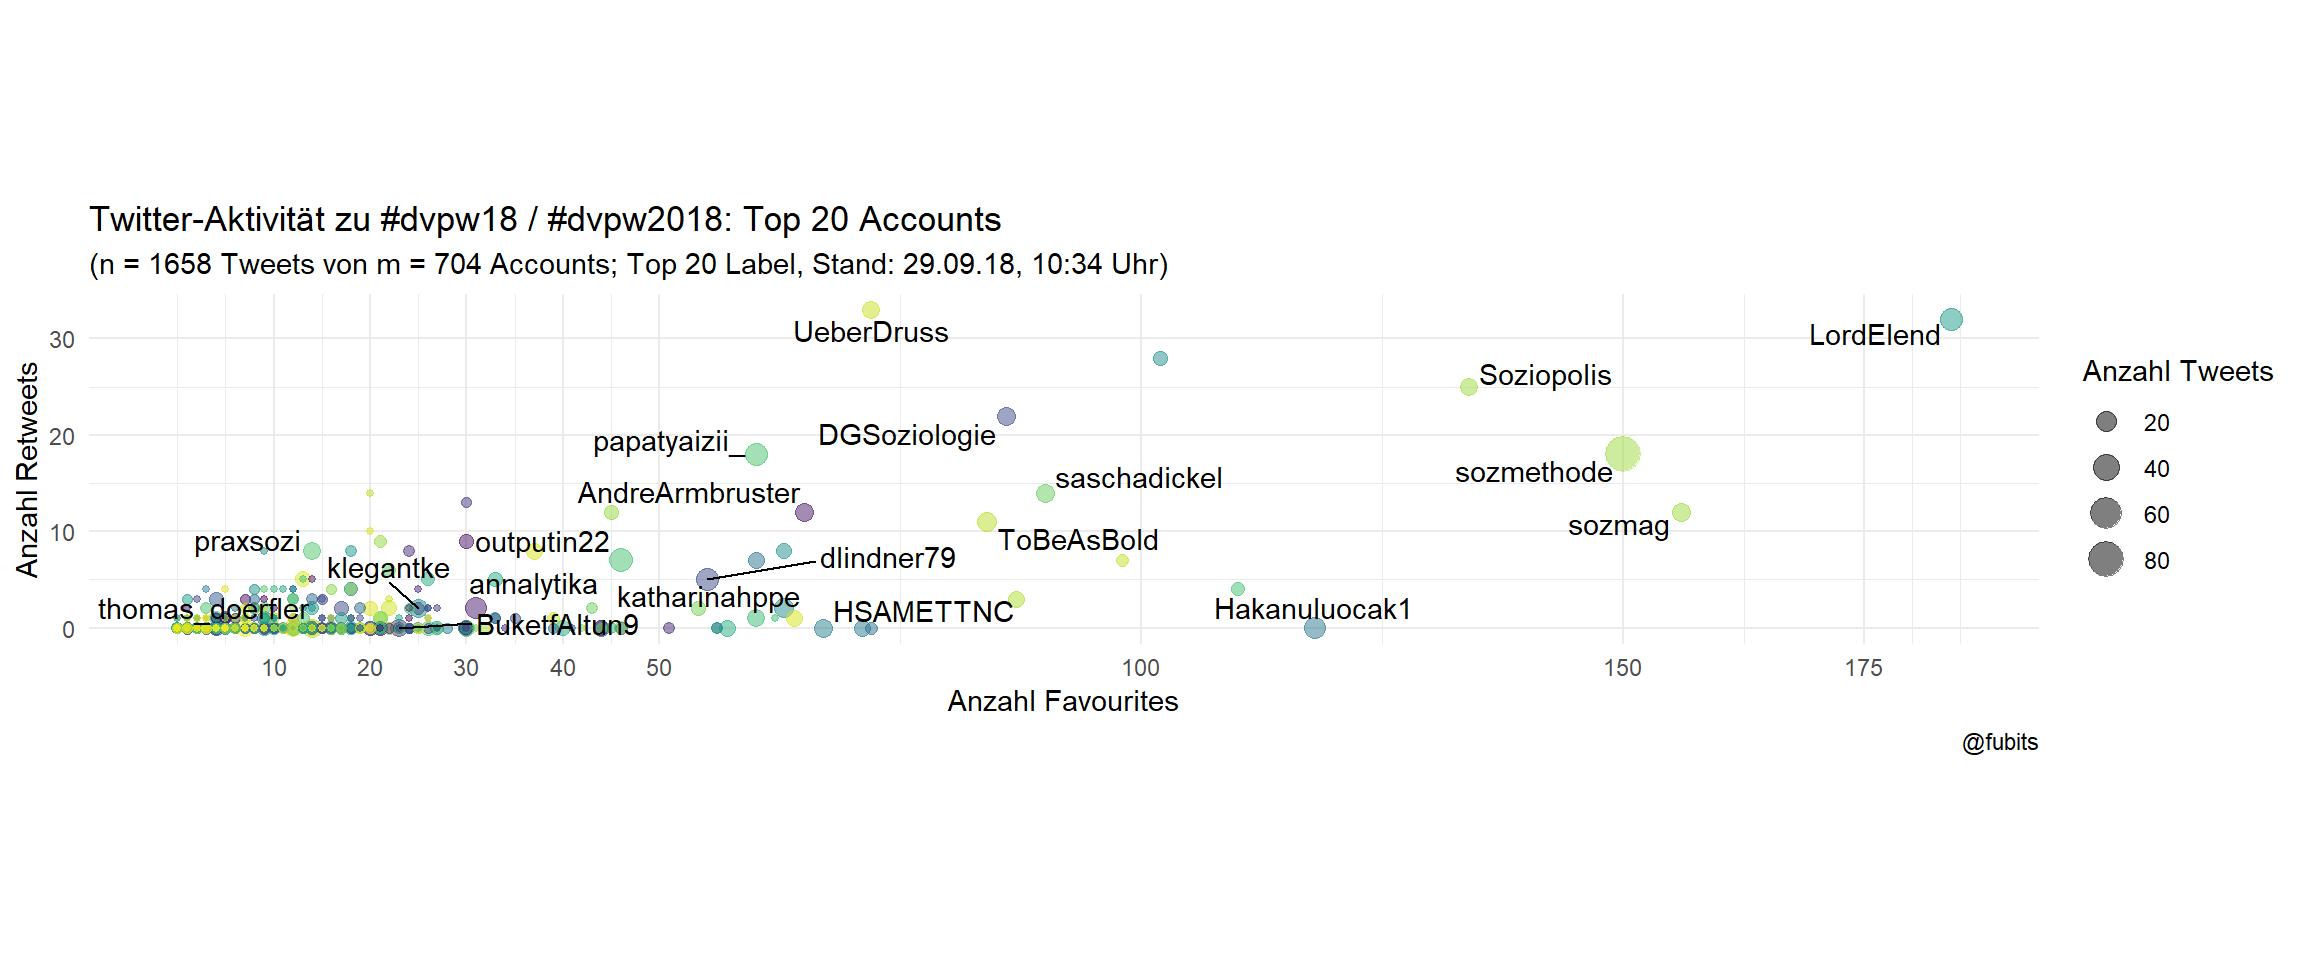 Twitter-Aktivität zu #dvpw18 / #dvpw2018: Top 20 Accounts
(n = 1658 Tweets von m = 704 Accounts; Top 20 Label, Stand: 29.09.18, 10:34 Uhr)
Anzahl Retweets
30
20
10
0
UeberDruss
LordElend
Soziopolis
DGSoziologie
papatyaizii_
sozmethode
saschadickel
AndreArmbruster
sozmag
ToBeAsBold
praxsozi
outputin22
dlindner79
klegantke
annalytika
katharinahppe
thomas_doerfler
HSAMETTNC
Hakanuluocak1
BuketfAltun9
10
20
30
40
50
100
150
175
Anzahl Favourites
Anzahl Tweets
20
40
60
80
@fubits